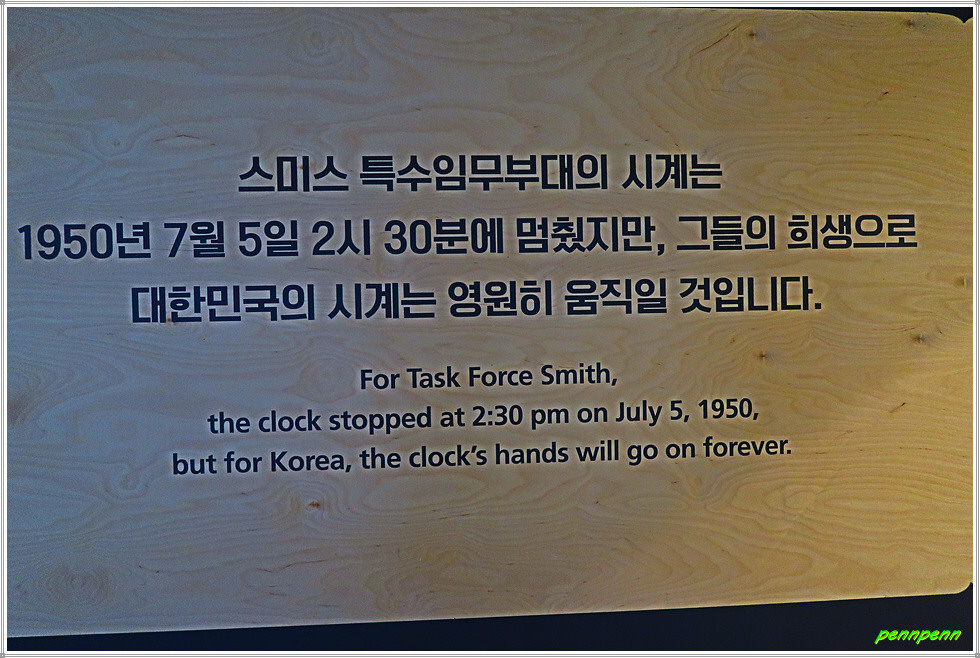 스미스 특수임무부대의 시계는
1950년 7월 5일 2시 30분에 멈췄지만, 그들의 희생으로
대한민국의 시계는 영원히 움직일 것입니다.
For Task Force Smith,
the clock stopped at 2:30 pm on July 5, 1950,
but for Korea, the clock's hands will go on forever.
pennpenn